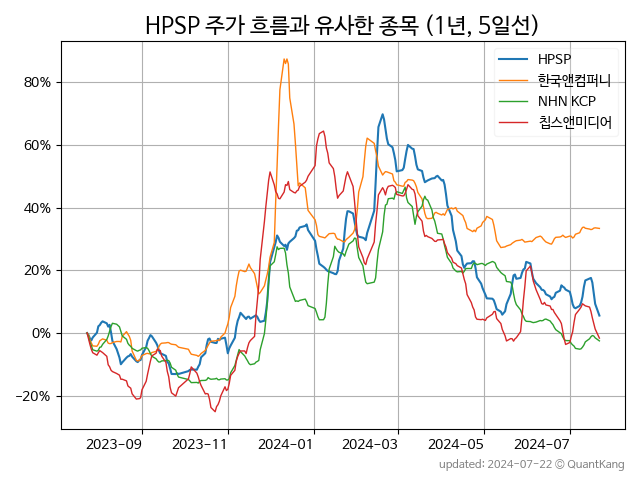 HPSP 주가 흐름과 유사한 종목 (1년, 5일선)
HPSP
한국앤컴퍼니
NHN KCP
칩스앤미디어
80%
60%
40%
20%
0%
−20%
2023-09
2023-11
2024-01
2024-03
2024-05
2024-07
updated: 2024-07-22 © QuantKang